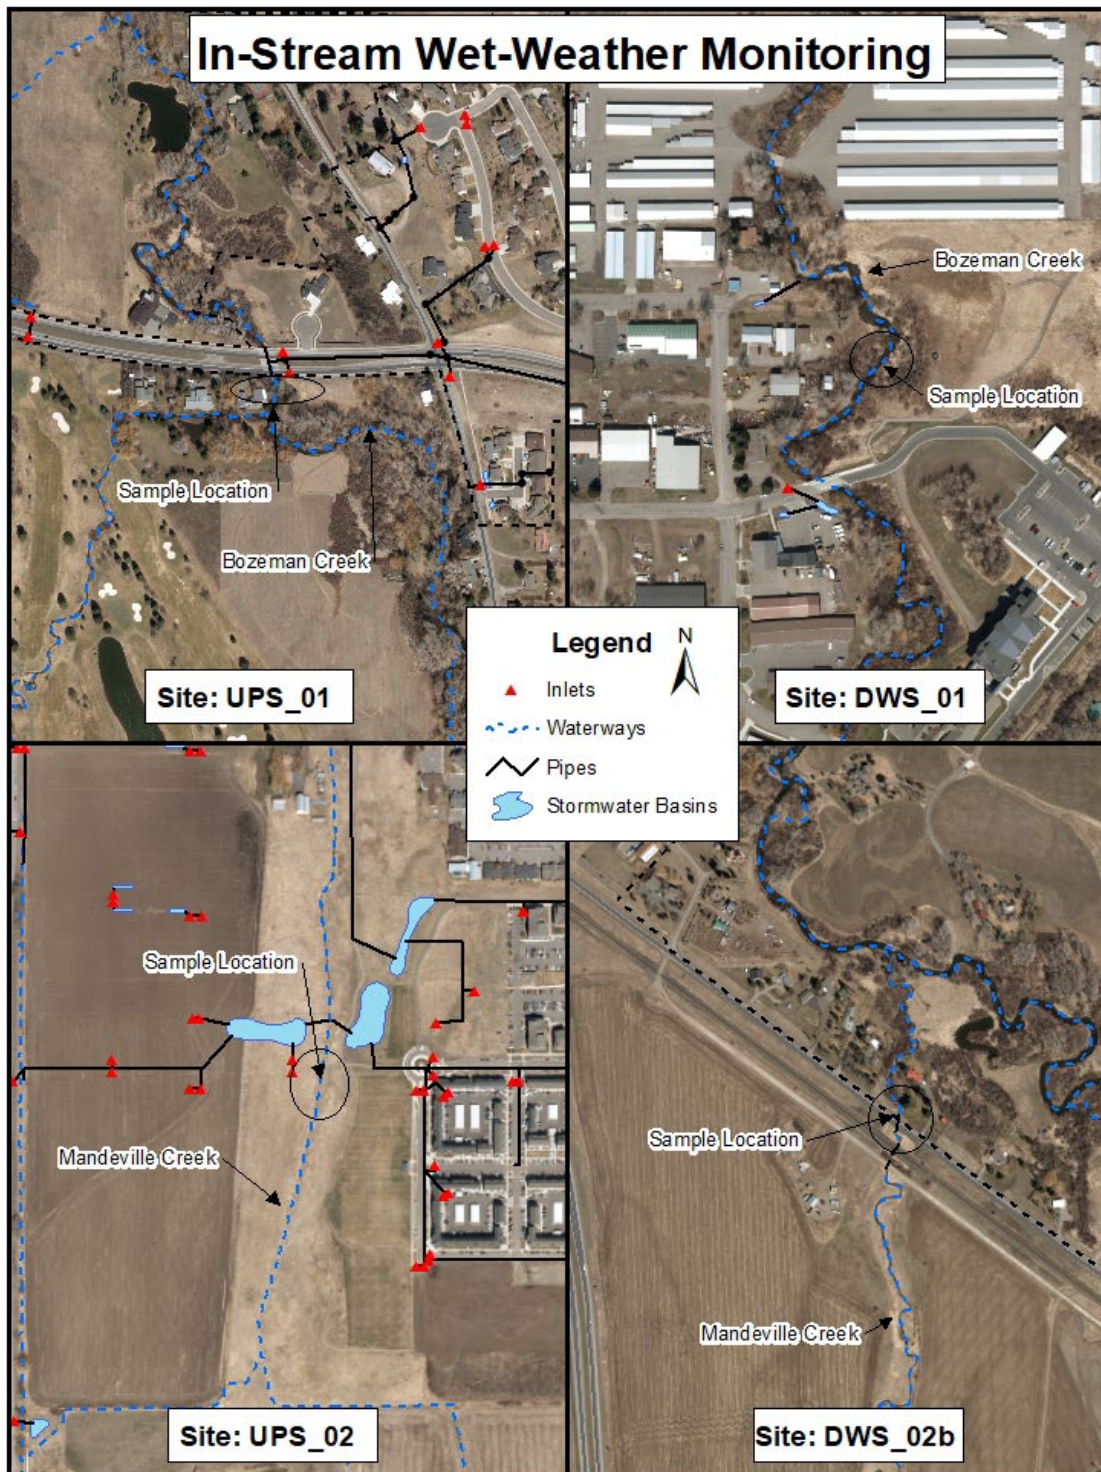 In-Stream Wet-Weather Monitoring
Bozeman Creek
Sample Location
Sample Location
Bozeman Creek
Site: UPS_01
Site: DWS_01
Legend
N
Inlets
Waterways
Pipes
Stormwater Basins
Sample Location
Mandeville Creek
Sample Location
Mandeville Creek
Site: UPS_02
Site: DWS_02b